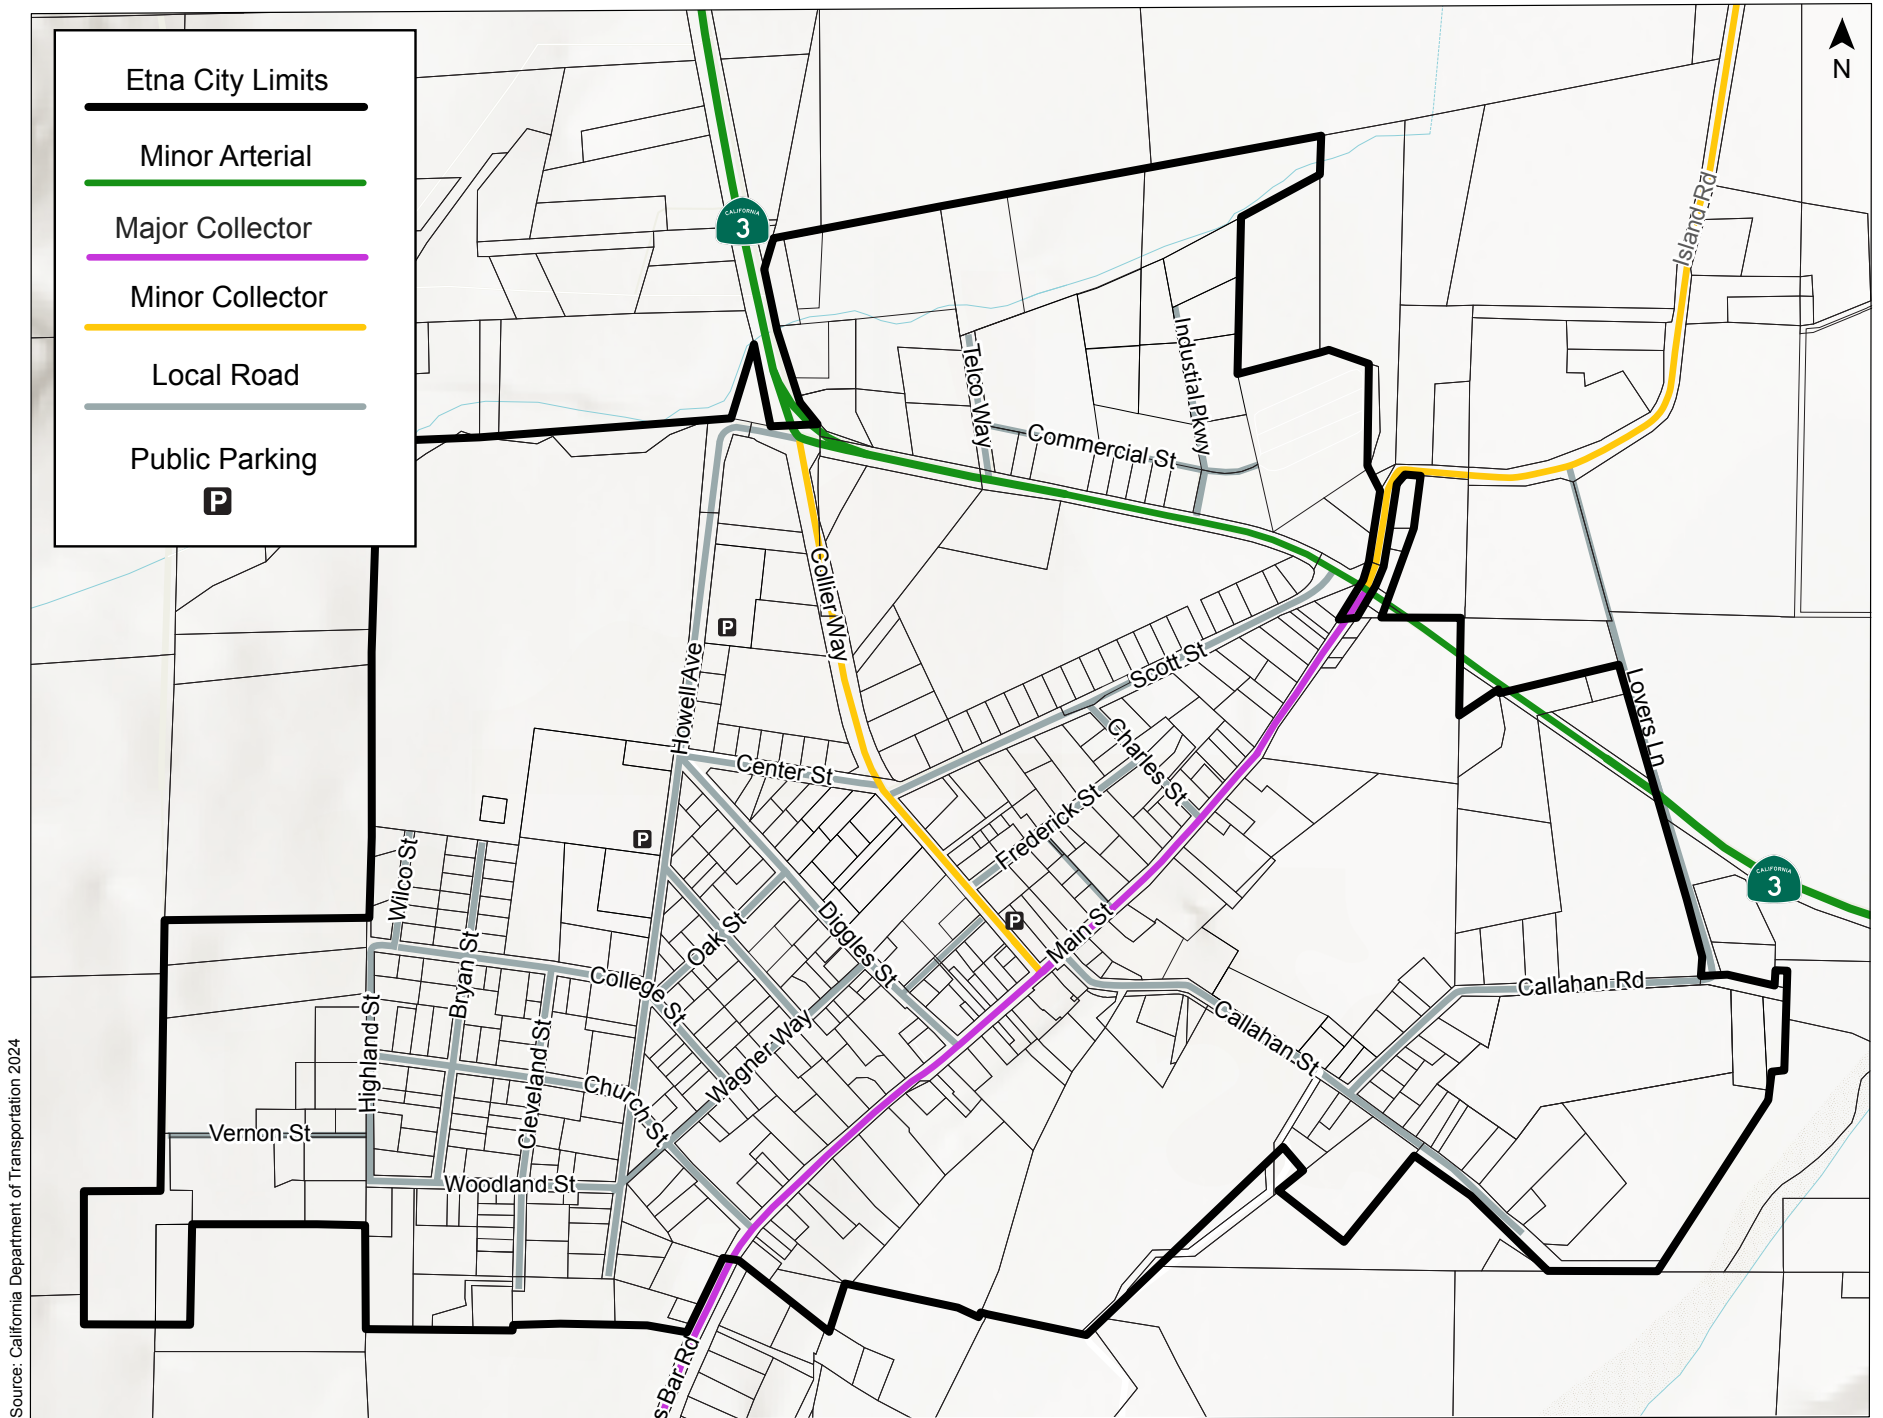 Etna City Limits
Minor Arterial
Major Collector
Minor Collector
Local Road
Public Parking
P
N
CALIFORNIA
3
Island Rd
Telco Way
Industial Pkwy
Commercial St
Collier Way
P
Howell Ave
Scott St
Lovers Ln
Charles St
Center St
Frederick St
P
Wilco St
CALIFORNIA
3
Diggles St
Oak St
P
Main St
Bryan St
College St
Callahan Rd
Highland St
Cleveland St
Wagner Way
Callahan St
Church St
Vernon St
Woodland St
s Bar Rd
Source: California Department of Transportation 2024